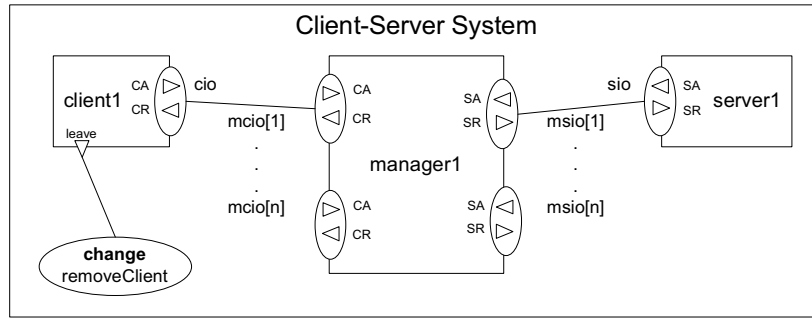 Client-Server System
client1
CA
CR
leave
cio
mcio[1]
.
.
.
mcio[n]
CA
CR
manager1
CA
CR
SA
SR
SA
SR
sio
msio[1]
.
.
.
msio[n]
SA
SR
server1
change
removeClient